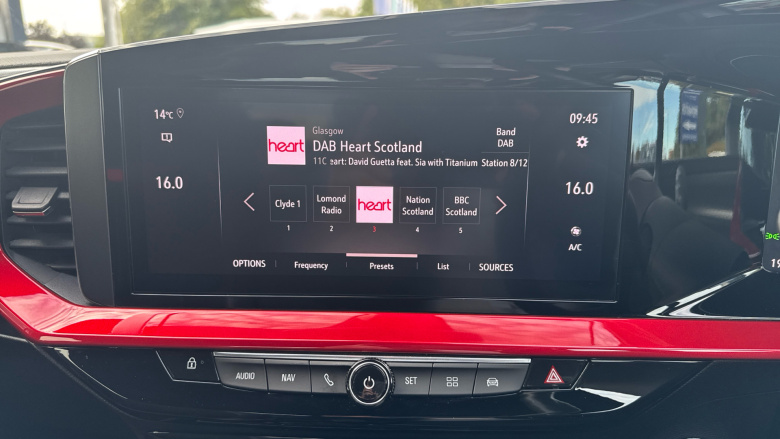 14°C
09:45
Glasgow
heart
DAB Heart Scotland
Band
DAB
11C
eart: David Guetta feat. Sia with Titanium
Station 8/12
16.0
16.0
Clyde 1
Lomond
Radio
heart
Nation
Scotland
BBC
Scotland
1
2
3
4
5
A/C
OPTIONS
Frequency
Presets
List
SOURCES
AUDIO
NAV
SET